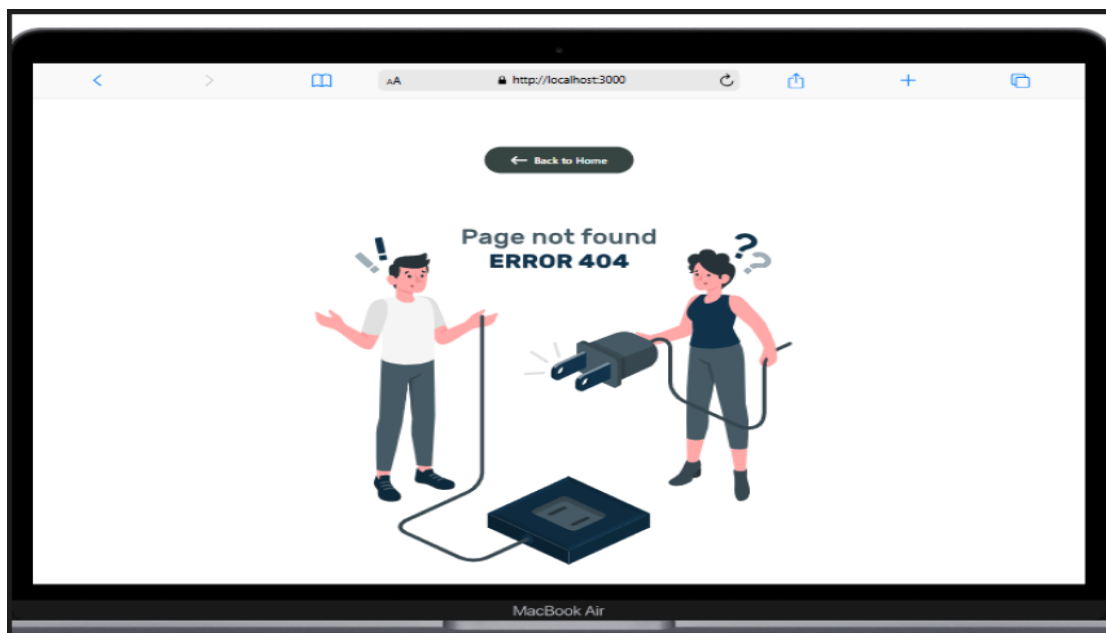 AA http://localhost:3000
← Back to Home
Page not found
ERROR 404
! !
? ?
MacBook Air